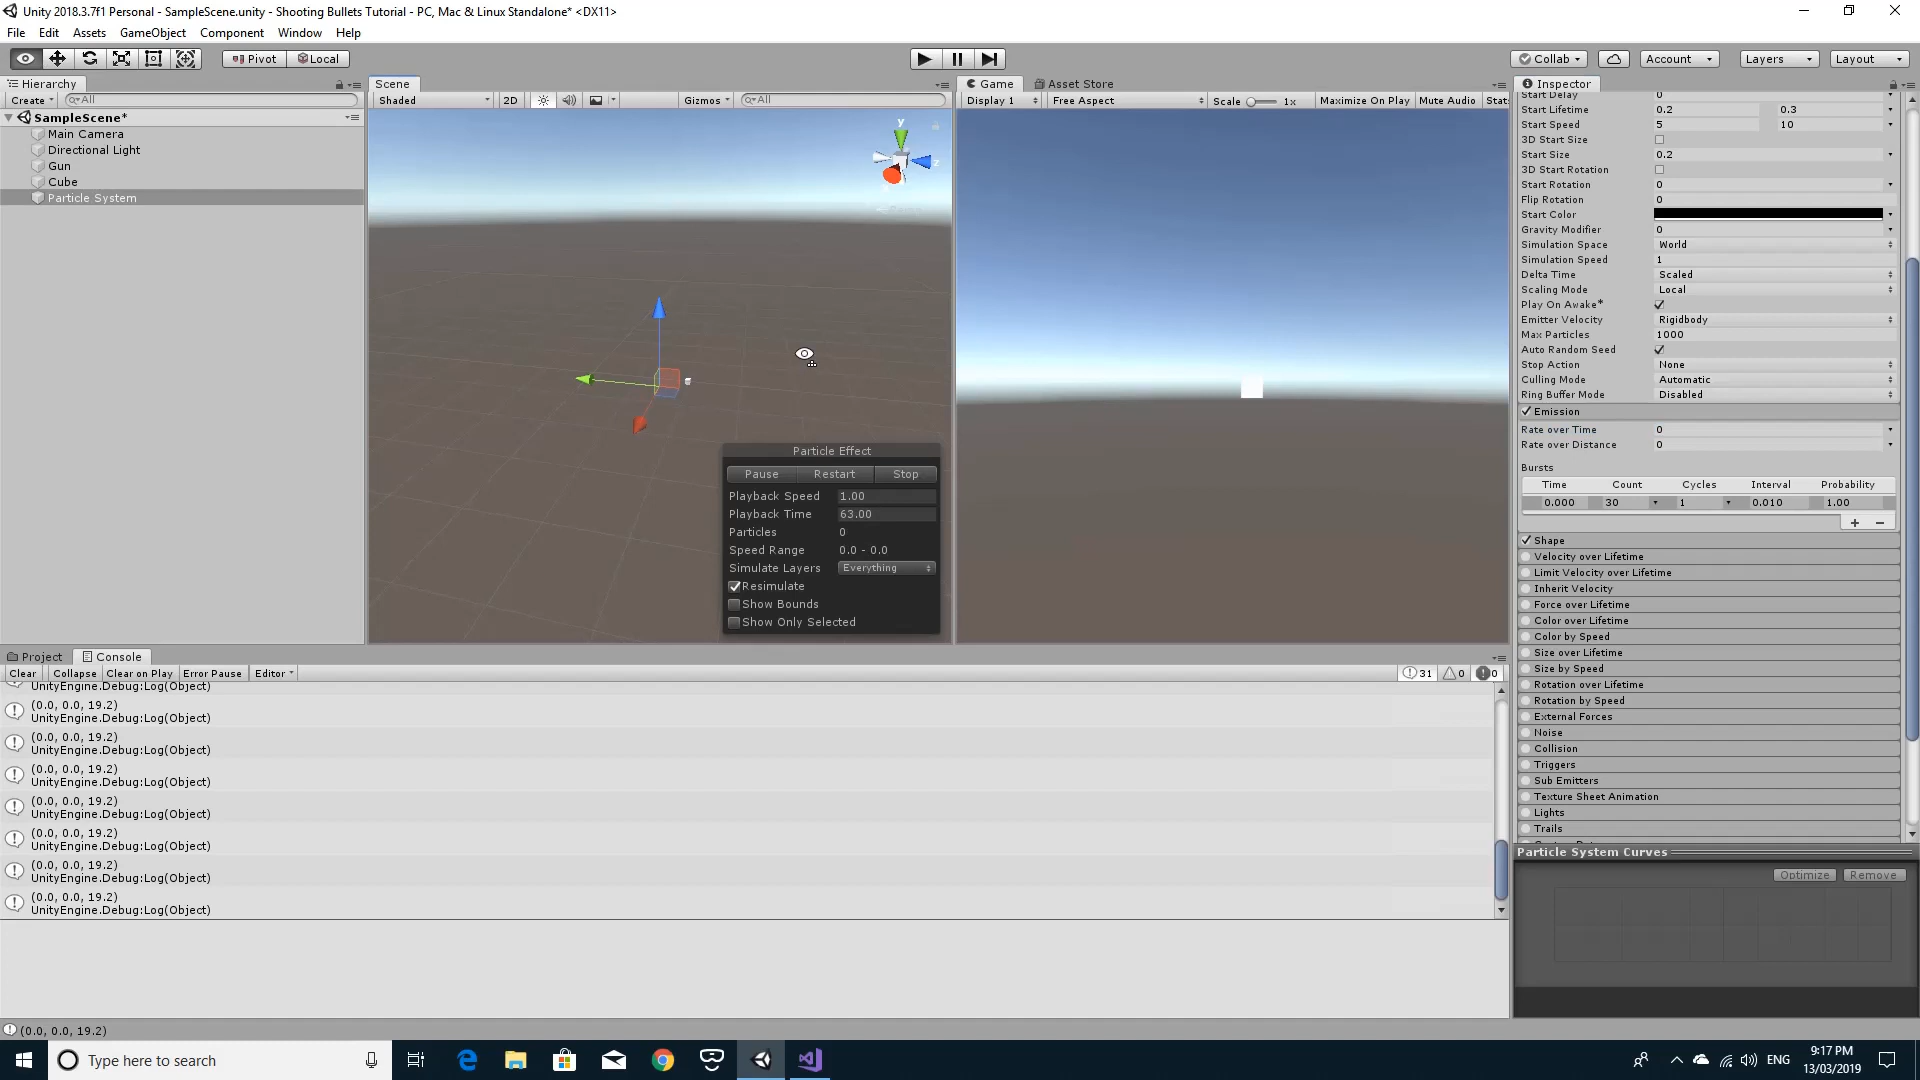 Unity 2018.3.7f1 Personal - SampleScene.unity - Shooting Bullets Tutorial - PC, Mac & Linux Standalone* <DX11>
File Edit Assets GameObject Component Window Help
Pivot Local Collab Account Layers Layout
Hierarchy
Create All
SampleScene*
Main Camera
Directional Light
Gun
Cube
Particle System
Scene
Shaded 2D Gizmos All
y
z
Particle Effect
Pause Restart Stop
Playback Speed 1.00
Playback Time 63.00
Particles 0
Speed Range 0.0 - 0.0
Simulate Layers Everything
Resimulate
Show Bounds
Show Only Selected
Game Asset Store
Display 1 Free Aspect Scale 1x Maximize On Play Mute Audio Stats
Inspector
Start Delay 0
Start Lifetime 0.2 0.3
Start Speed 5 10
3D Start Size
Start Size 0.2
3D Start Rotation
Start Rotation 0
Flip Rotation 0
Start Color
Gravity Modifier 0
Simulation Space World
Simulation Speed 1
Delta Time Scaled
Scaling Mode Local
Play On Awake*
Emitter Velocity Rigidbody
Max Particles 1000
Auto Random Seed
Stop Action None
Culling Mode Automatic
Ring Buffer Mode Disabled
Emission
Rate over Time 0
Rate over Distance 0
Bursts
Time Count Cycles Interval Probability
0.000 30 1 0.010 1.00
Shape
Velocity over Lifetime
Limit Velocity over Lifetime
Inherit Velocity
Force over Lifetime
Color over Lifetime
Color by Speed
Size over Lifetime
Size by Speed
Rotation over Lifetime
Rotation by Speed
External Forces
Noise
Collision
Triggers
Sub Emitters
Texture Sheet Animation
Lights
Trails
Particle System Curves
Optimize Remove
Project Console
Clear Collapse Clear on Play Error Pause Editor 31 0 0
UnityEngine.Debug:Log(Object)
(0.0, 0.0, 19.2)
UnityEngine.Debug:Log(Object)
(0.0, 0.0, 19.2)
UnityEngine.Debug:Log(Object)
(0.0, 0.0, 19.2)
UnityEngine.Debug:Log(Object)
(0.0, 0.0, 19.2)
UnityEngine.Debug:Log(Object)
(0.0, 0.0, 19.2)
UnityEngine.Debug:Log(Object)
(0.0, 0.0, 19.2)
UnityEngine.Debug:Log(Object)
(0.0, 0.0, 19.2)
UnityEngine.Debug:Log(Object)
(0.0, 0.0, 19.2)
Type here to search
ENG
9:17 PM
13/03/2019